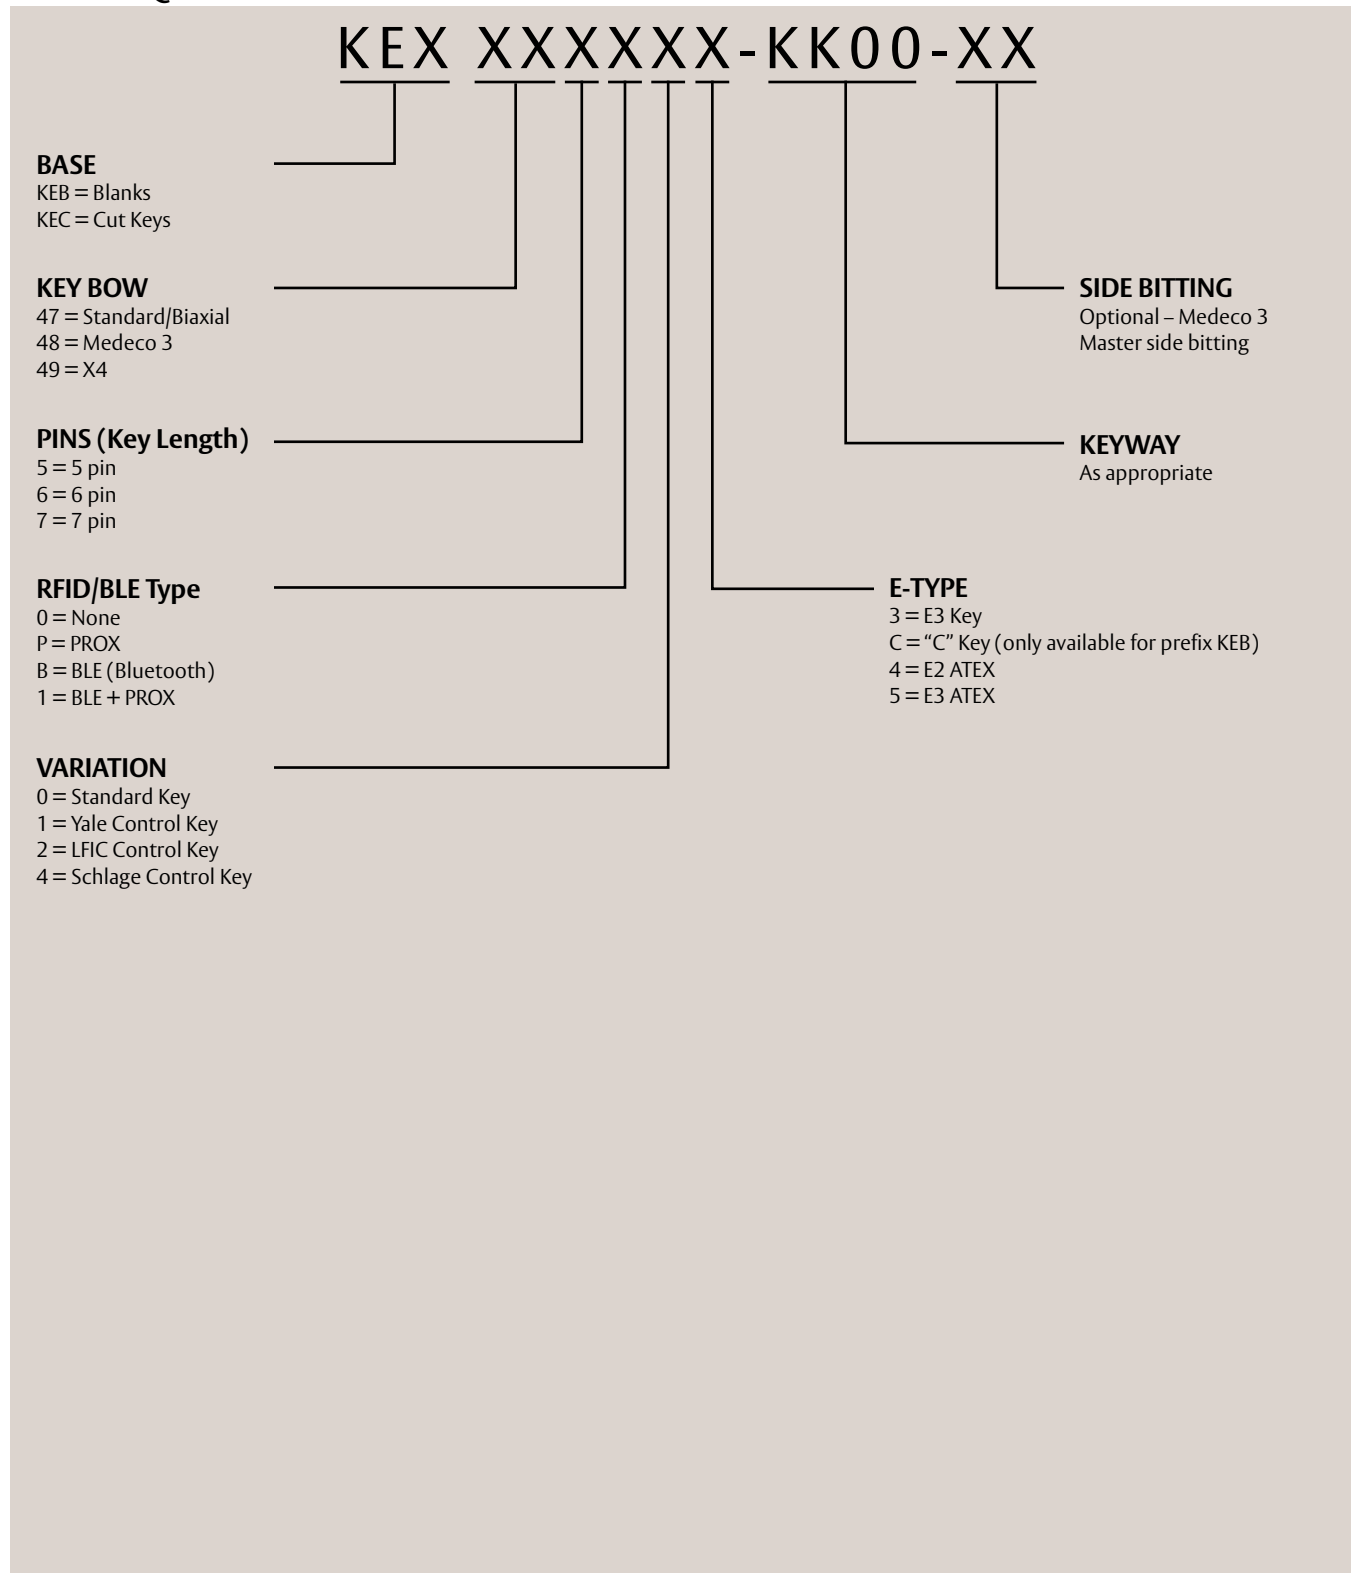 KEX XXXXXX-KK00-XX
BASE
KEB = Blanks
KEC = Cut Keys
KEY BOW
47 = Standard/Biaxial
48 = Medeco 3
49 = X4
PINS (Key Length)
5 = 5 pin
6 = 6 pin
7 = 7 pin
RFID/BLE Type
0 = None
P = PROX
B = BLE (Bluetooth)
1 = BLE + PROX
VARIATION
0 = Standard Key
1 = Yale Control Key
2 = LFIC Control Key
4 = Schlage Control Key
SIDE BITTING
Optional – Medeco 3
Master side bitting
KEYWAY
As appropriate
E-TYPE
3 = E3 Key
C = “C” Key (only available for prefix KEB)
4 = E2 ATEX
5 = E3 ATEX